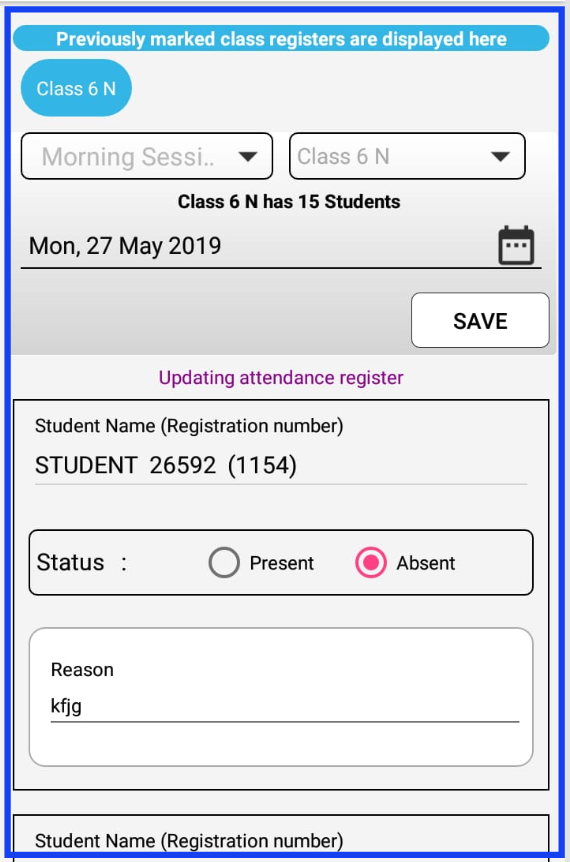 Previously marked class registers are displayed here
Class 6 N
Morning Sessi.. Class 6 N
Class 6 N has 15 Students
Mon, 27 May 2019
SAVE
Updating attendance register
Student Name (Registration number)
STUDENT 26592 (1154)
Status : Present Absent
Reason
kfjg
Student Name (Registration number)